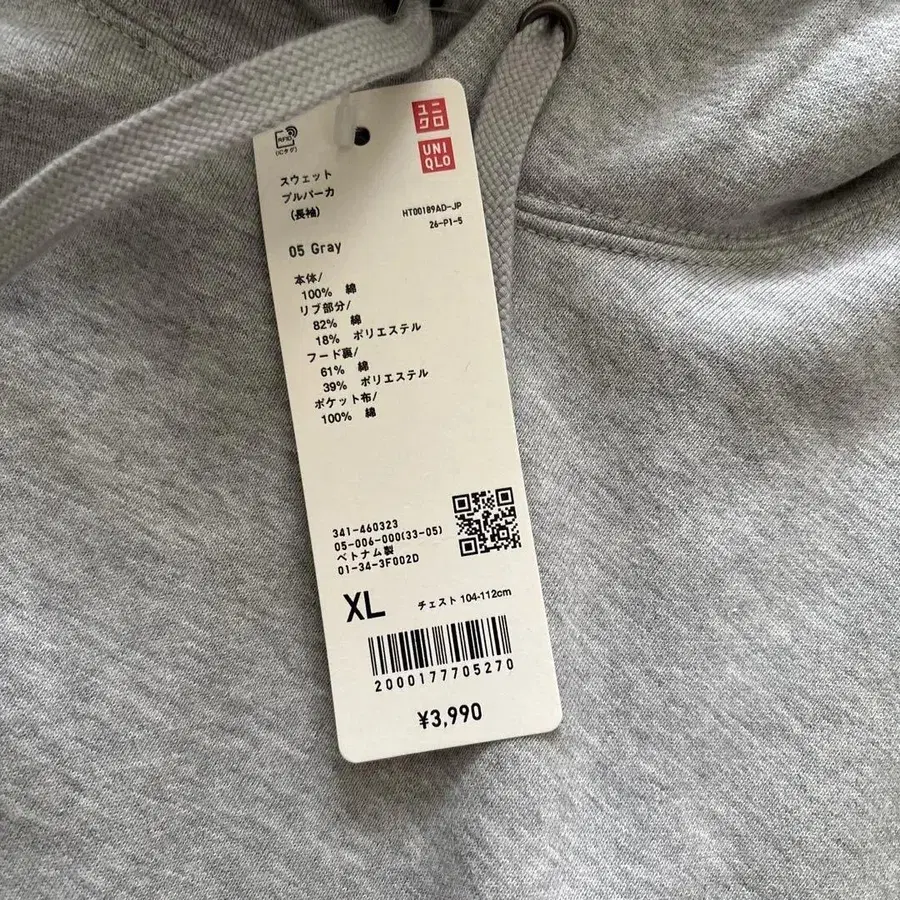 ユニ
クロ
UNI
QLO
RFID
(ICタグ)
スウェット
プルパーカ
(長袖)
HT00189AD-JP
26-P1-5
05 Gray
本体/
100% 綿
リブ部分/
82% 綿
18% ポリエステル
フード裏/
61% 綿
39% ポリエステル
ポケット布/
100% 綿
341-460323
05-006-000(33-05)
ベトナム製
01-34-3F002D
XL チェスト 104-112cm
2000177705270
¥3,990